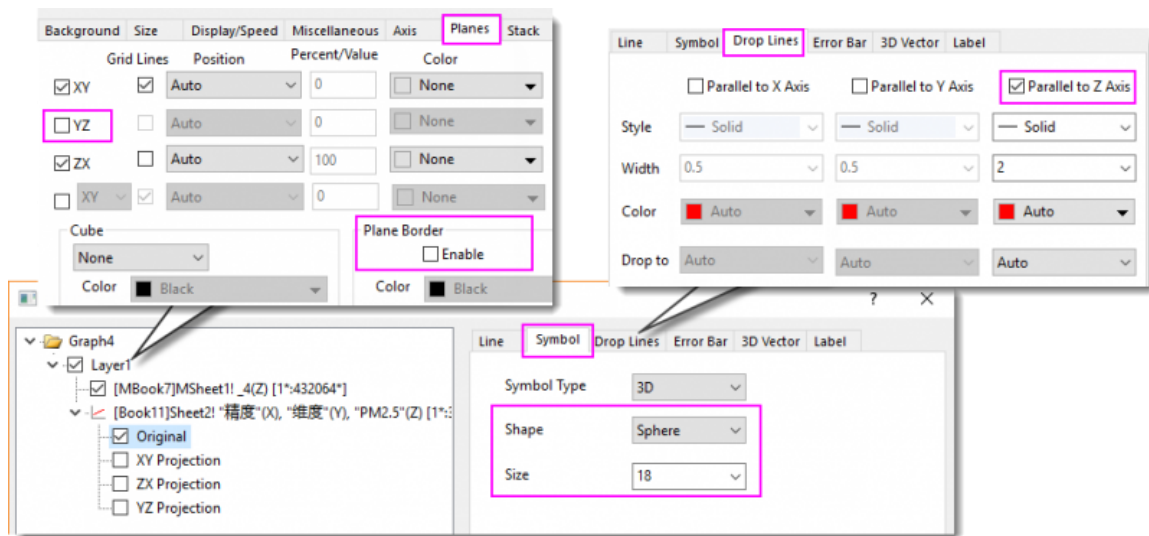 Background Size Display/Speed Miscellaneous Axis Planes Stack
Grid Lines Position Percent/Value Color
XY Auto 0 None
YZ Auto 0 None
ZX Auto 100 None
XY Auto 0 None
Cube Plane Border
None Enable
Color Black Color Black
Line Symbol Drop Lines Error Bar 3D Vector Label
Parallel to X Axis Parallel to Y Axis Parallel to Z Axis
Style Solid Solid Solid
Width 0.5 0.5 2
Color Auto Auto Auto
Drop to Auto Auto Auto
? ×
Graph4
Layer1
[MBook7]MSheet1! _4(Z) [1*:432064*]
[Book11]Sheet2! "精度"(X), "维度"(Y), "PM2.5"(Z) [1*:
Original
XY Projection
ZX Projection
YZ Projection
Line Symbol Drop Lines Error Bar 3D Vector Label
Symbol Type 3D
Shape Sphere
Size 18